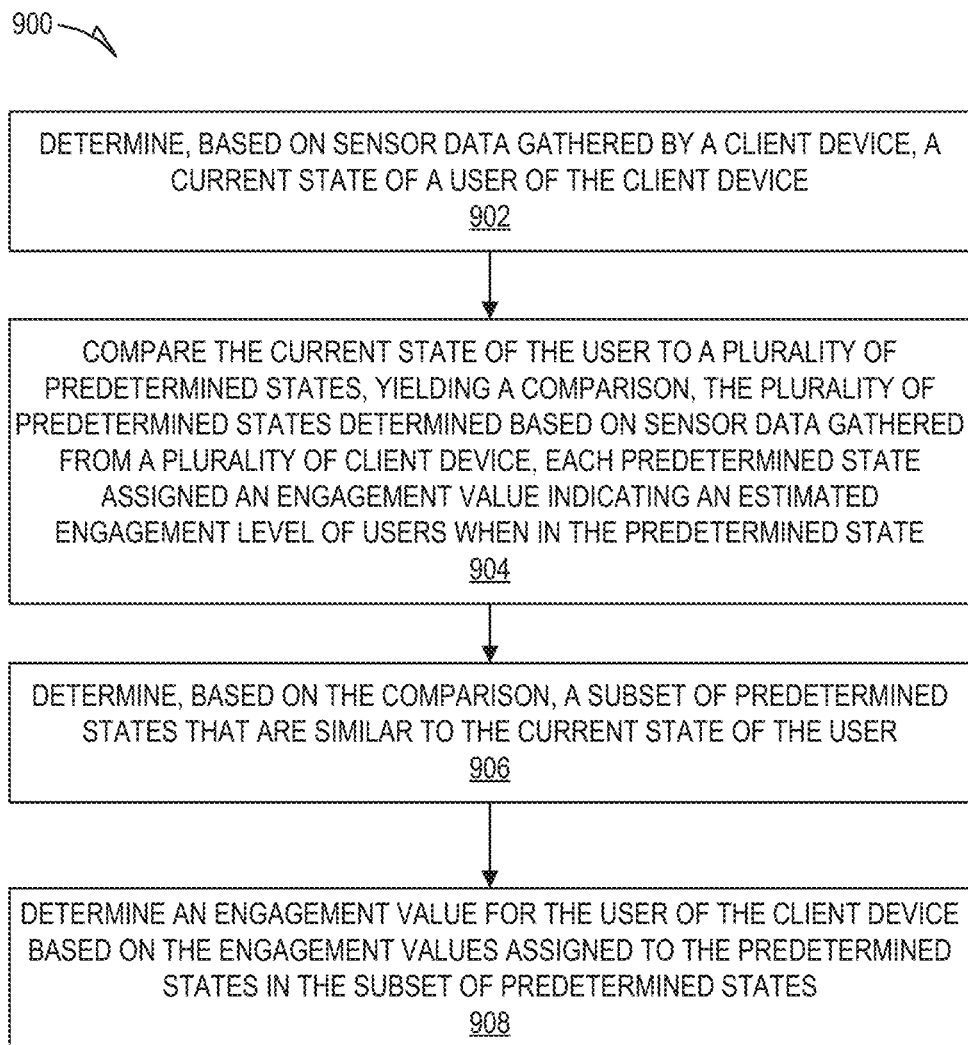 900
DETERMINE, BASED ON SENSOR DATA GATHERED BY A CLIENT DEVICE, A
CURRENT STATE OF A USER OF THE CLIENT DEVICE
902
COMPARE THE CURRENT STATE OF THE USER TO A PLURALITY OF
PREDETERMINED STATES, YIELDING A COMPARISON, THE PLURALITY OF
PREDETERMINED STATES DETERMINED BASED ON SENSOR DATA GATHERED
FROM A PLURALITY OF CLIENT DEVICE, EACH PREDETERMINED STATE
ASSIGNED AN ENGAGEMENT VALUE INDICATING AN ESTIMATED
ENGAGEMENT LEVEL OF USERS WHEN IN THE PREDETERMINED STATE
904
DETERMINE, BASED ON THE COMPARISON, A SUBSET OF PREDETERMINED
STATES THAT ARE SIMILAR TO THE CURRENT STATE OF THE USER
906
DETERMINE AN ENGAGEMENT VALUE FOR THE USER OF THE CLIENT DEVICE
BASED ON THE ENGAGEMENT VALUES ASSIGNED TO THE PREDETERMINED
STATES IN THE SUBSET OF PREDETERMINED STATES
908